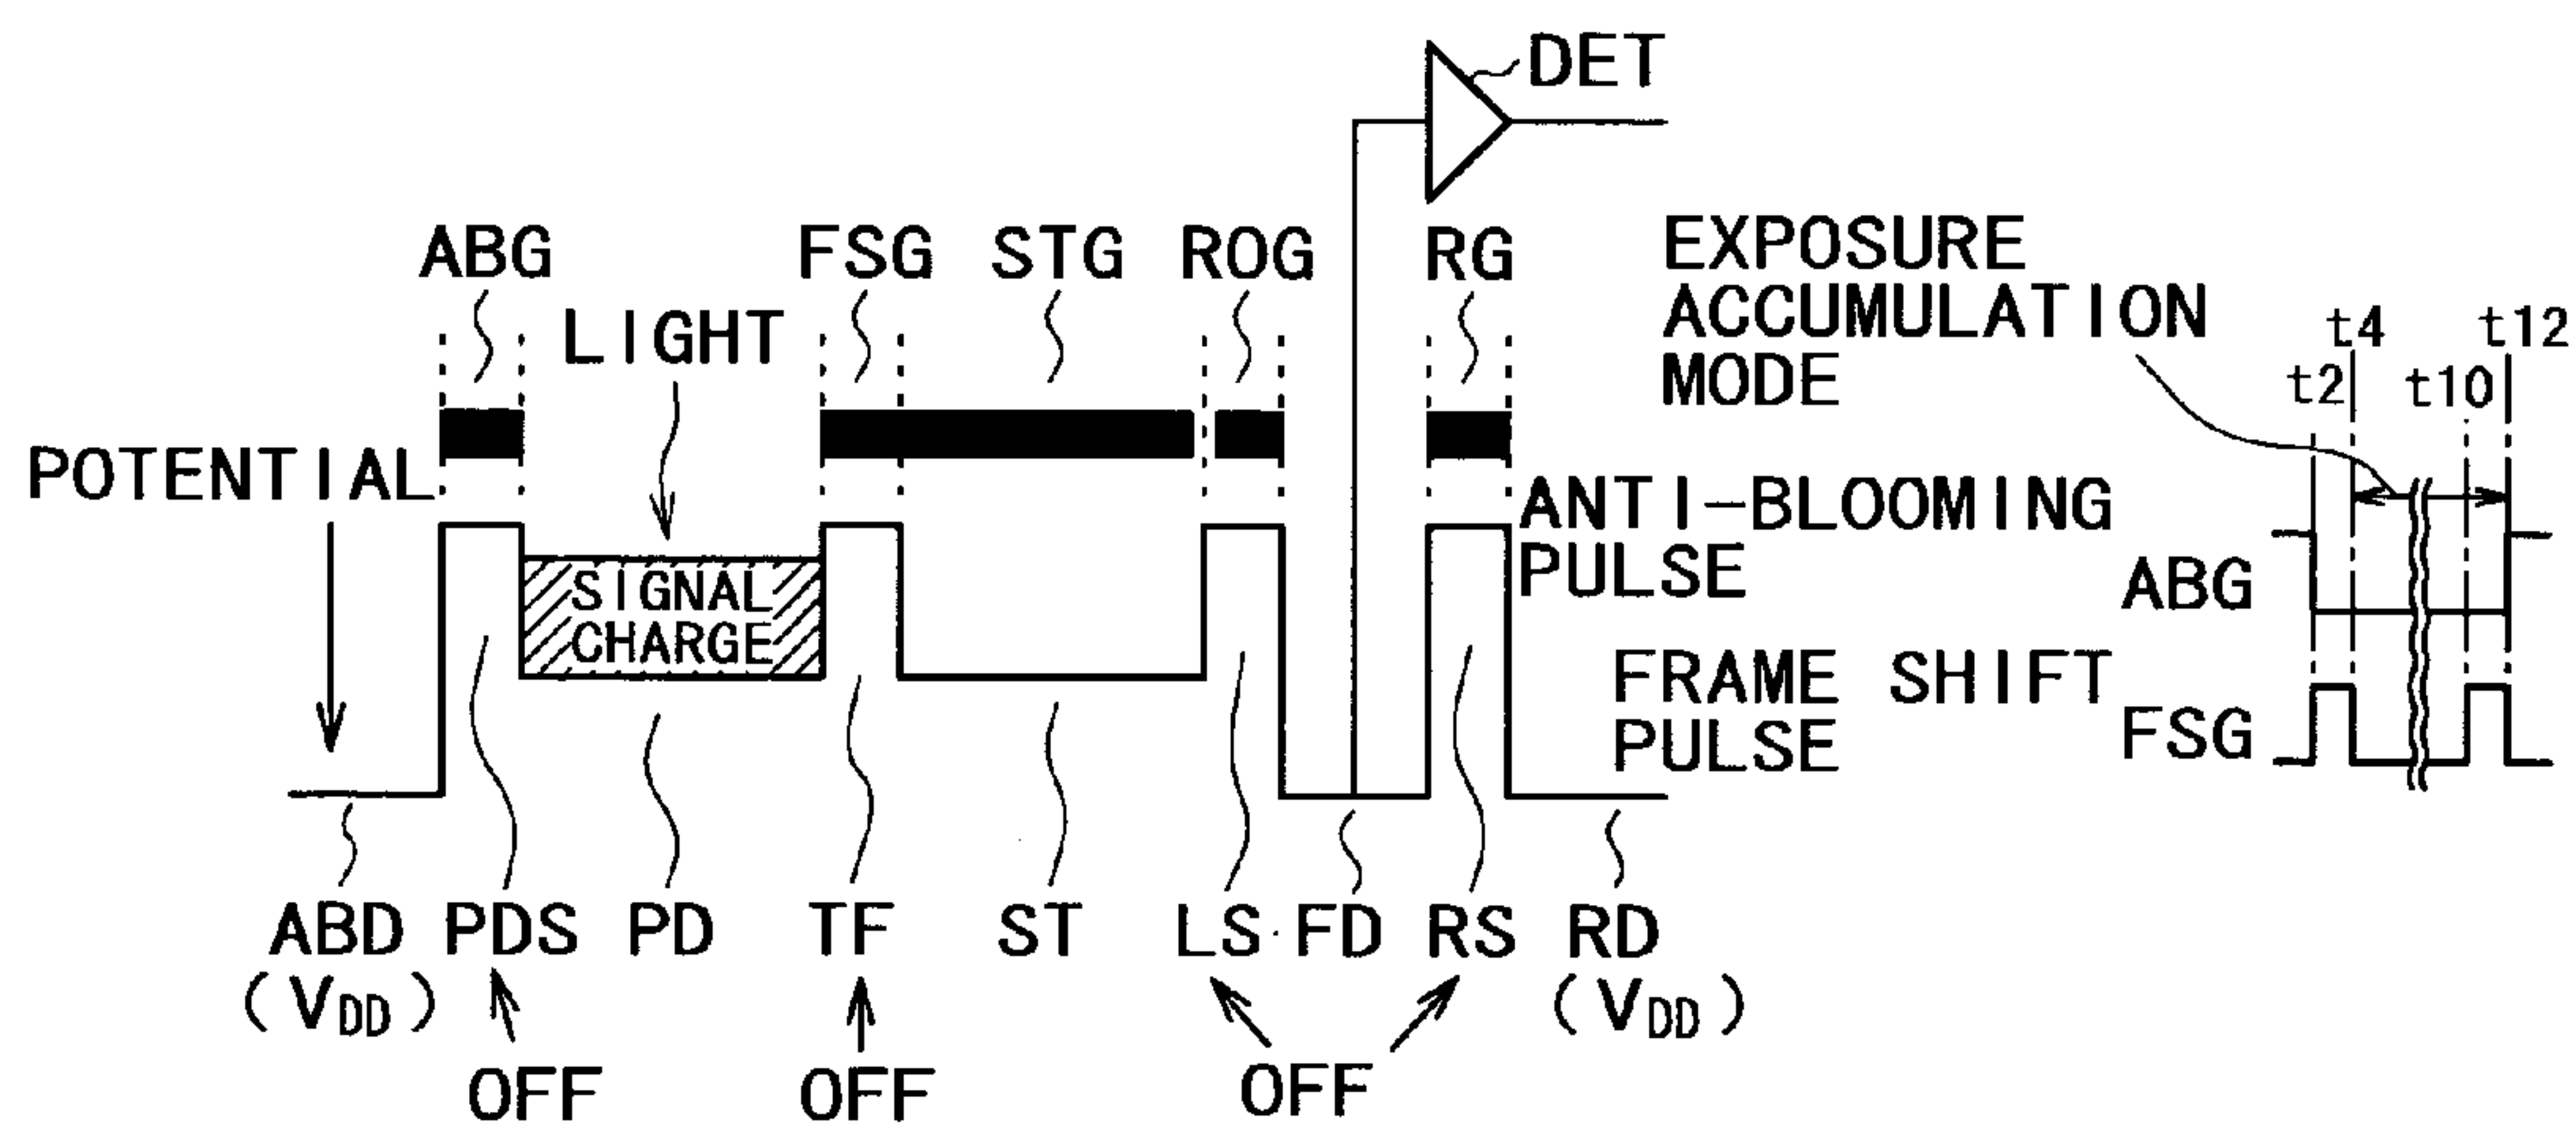 DET
ABG
FSG
STG
ROG
RG
LIGHT
POTENTIAL
SIGNAL
CHARGE
ABD
(VDD)
PDS
PD
TF
ST
LS
FD
RS
RD
(VDD)
OFF
OFF
OFF
EXPOSURE
ACCUMULATION
MODE
t2
t4
t10
t12
ANTI-BLOOMING
PULSE
ABG
FRAME SHIFT
PULSE
FSG